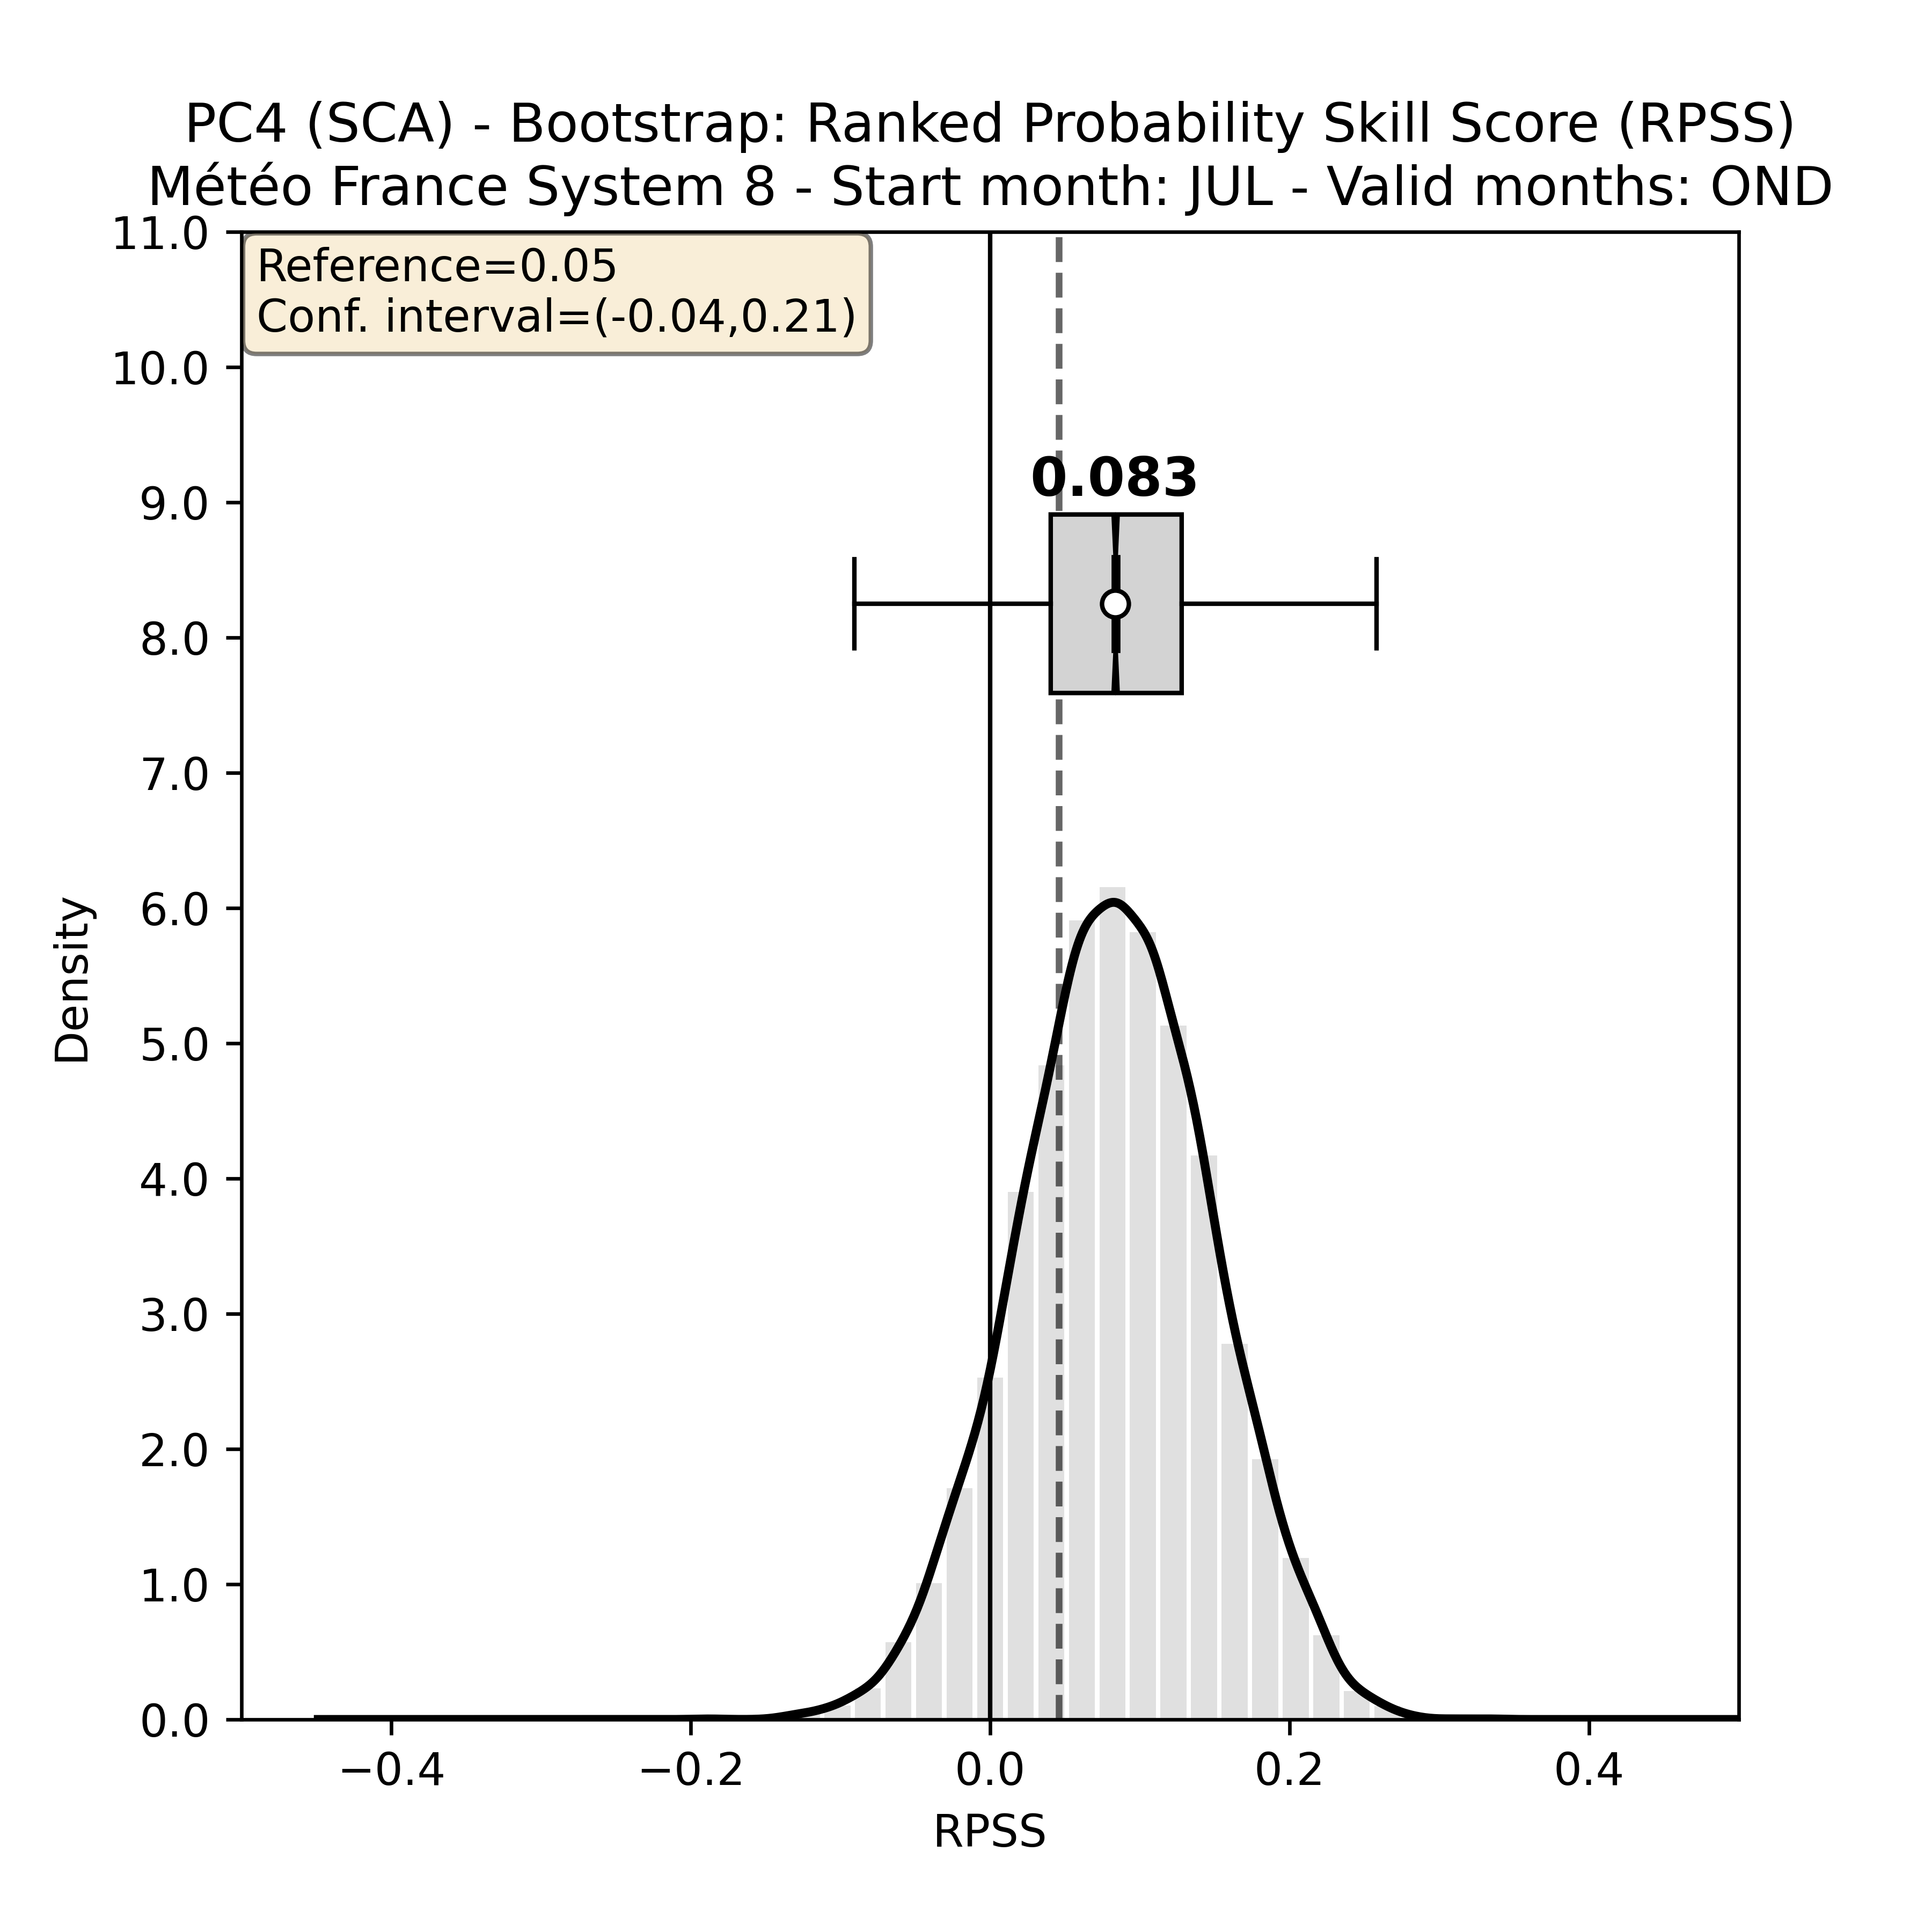 PC4 (SCA) - Bootstrap: Ranked Probability Skill Score (RPSS)
Météo France System 8 - Start month: JUL - Valid months: OND
11.0
Reference=0.05
Conf. interval=(-0.04,0.21)
10.0
0.083
9.0
8.0
7.0
6.0
Density
5.0
4.0
3.0
2.0
1.0
0.0
−0.4 −0.2 0.0 0.2 0.4
RPSS